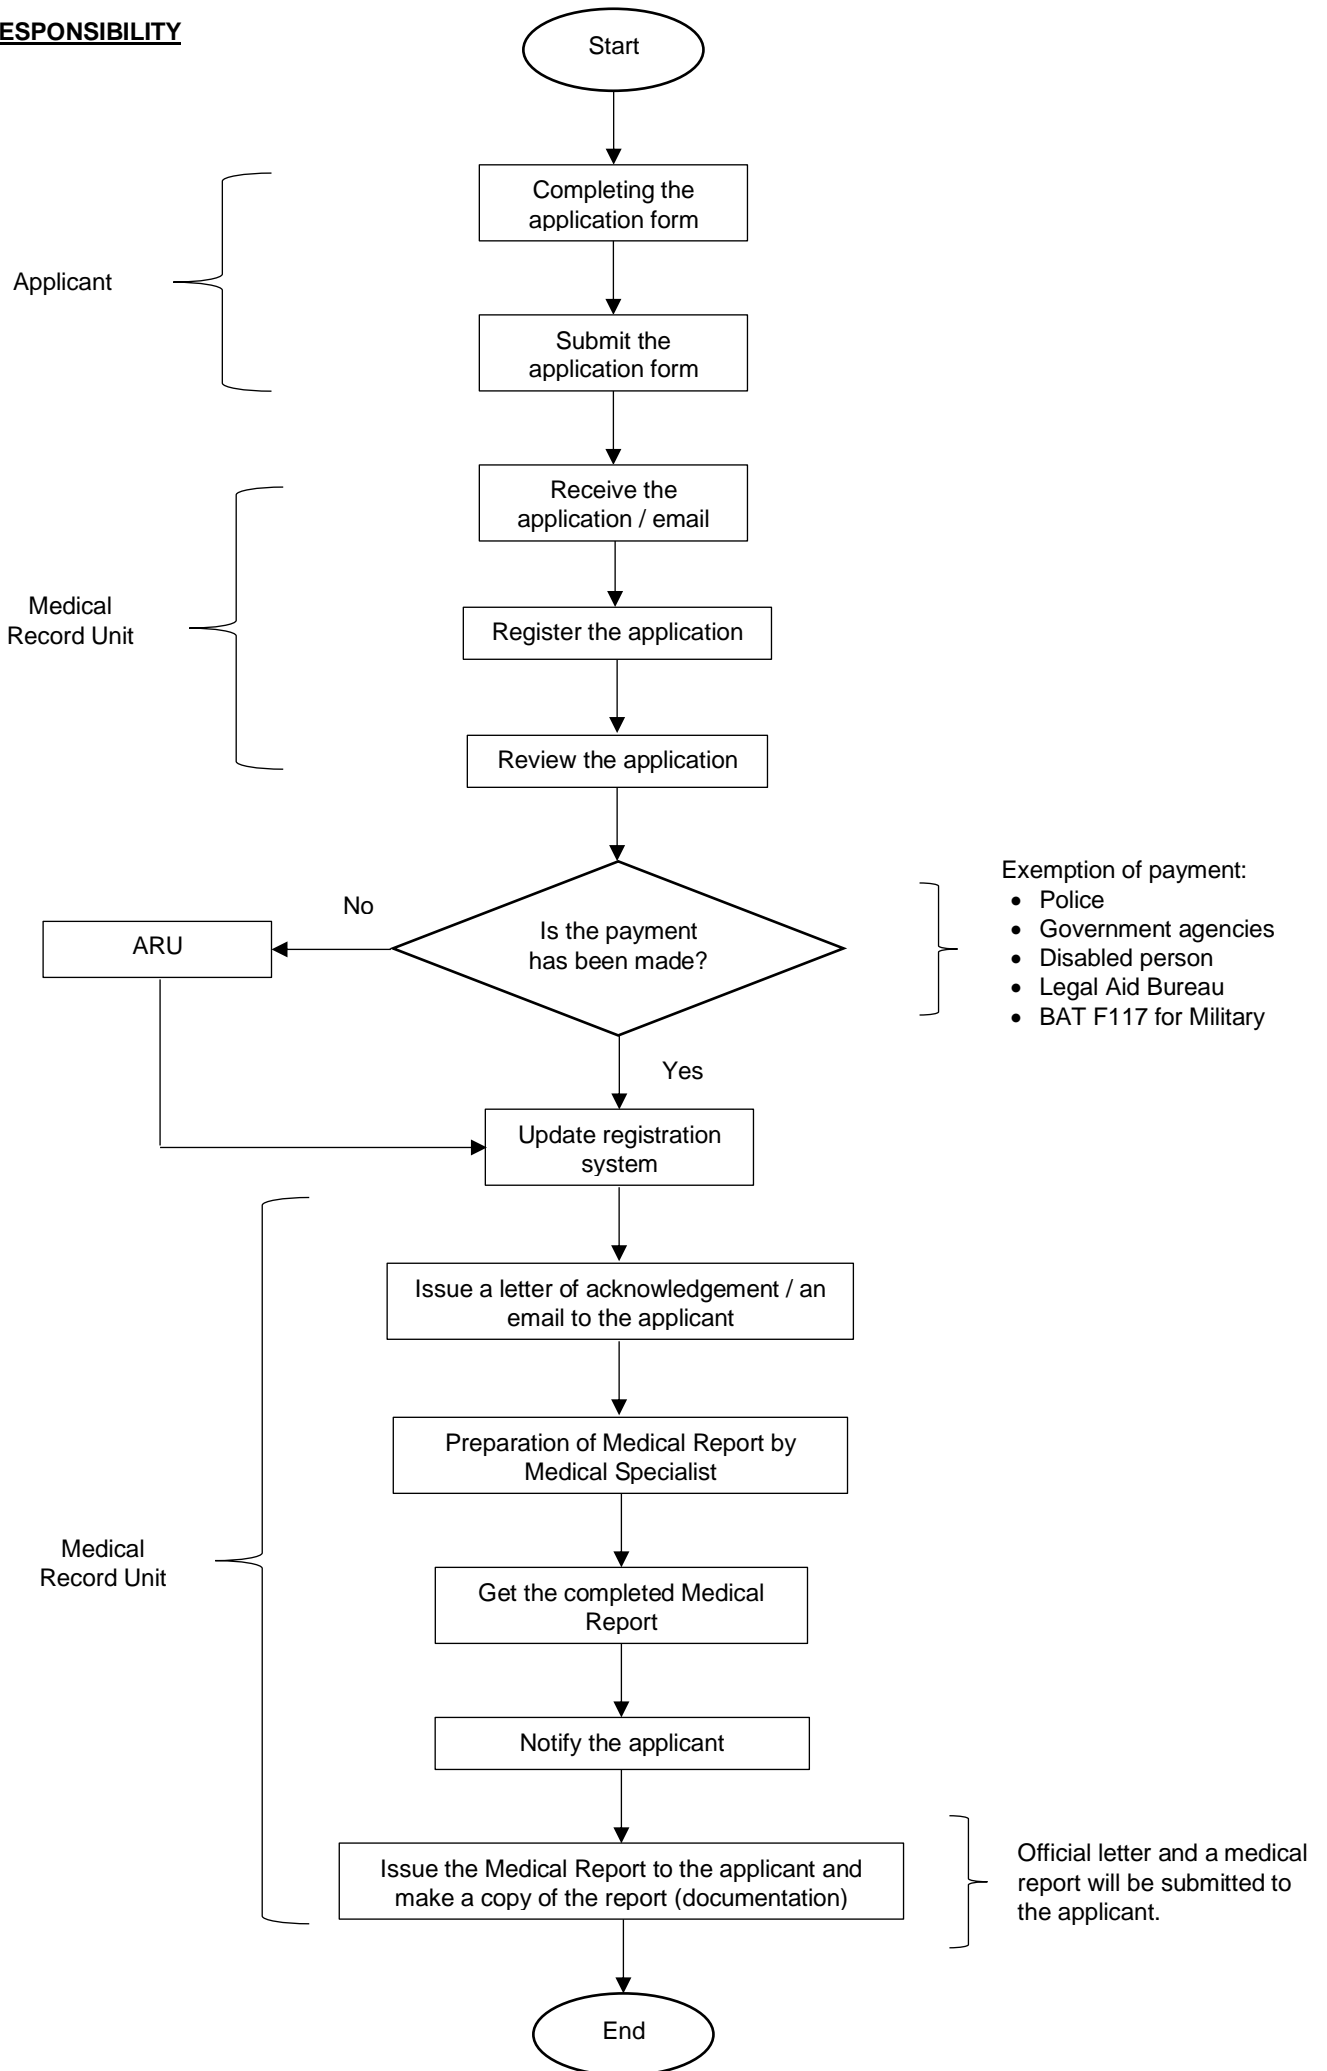 ESPONSIBILITY
Start
Completing the
application form
Applicant
Submit the
application form
Receive the
application / email
Medical
Record Unit
Register the application
Review the application
Exemption of payment:
• Police
• Government agencies
• Disabled person
• Legal Aid Bureau
• BAT F117 for Military
No
Is the payment
has been made?
ARU
Yes
Update registration
system
Issue a letter of acknowledgement / an
email to the applicant
Preparation of Medical Report by
Medical Specialist
Medical
Record Unit
Get the completed Medical
Report
Notify the applicant
Issue the Medical Report to the applicant and
make a copy of the report (documentation)
Official letter and a medical
report will be submitted to
the applicant.
End